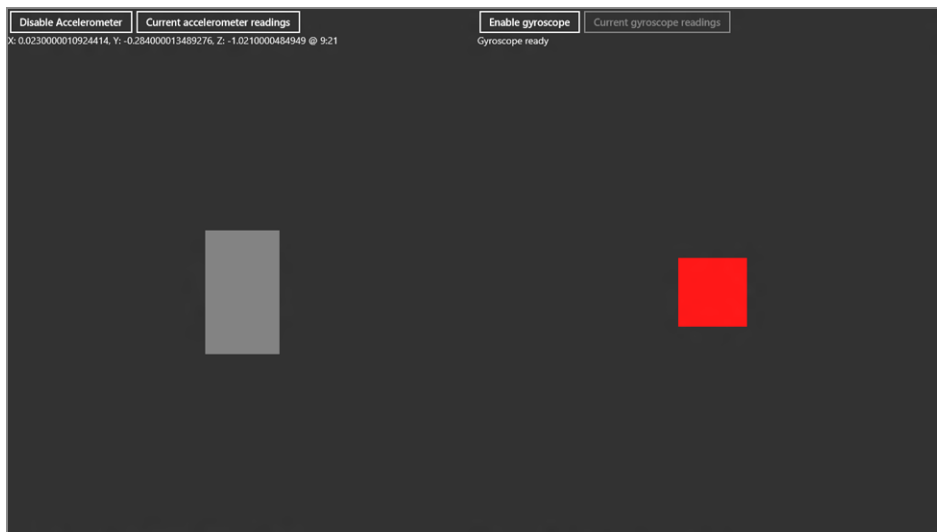 Disable Accelerometer Current accelerometer readings Enable gyroscope Current gyroscope readings
X: 0.0230000010924414, Y: -0.284000013489276, Z: -1.0210000484949 @ 9:21 Gyroscope ready